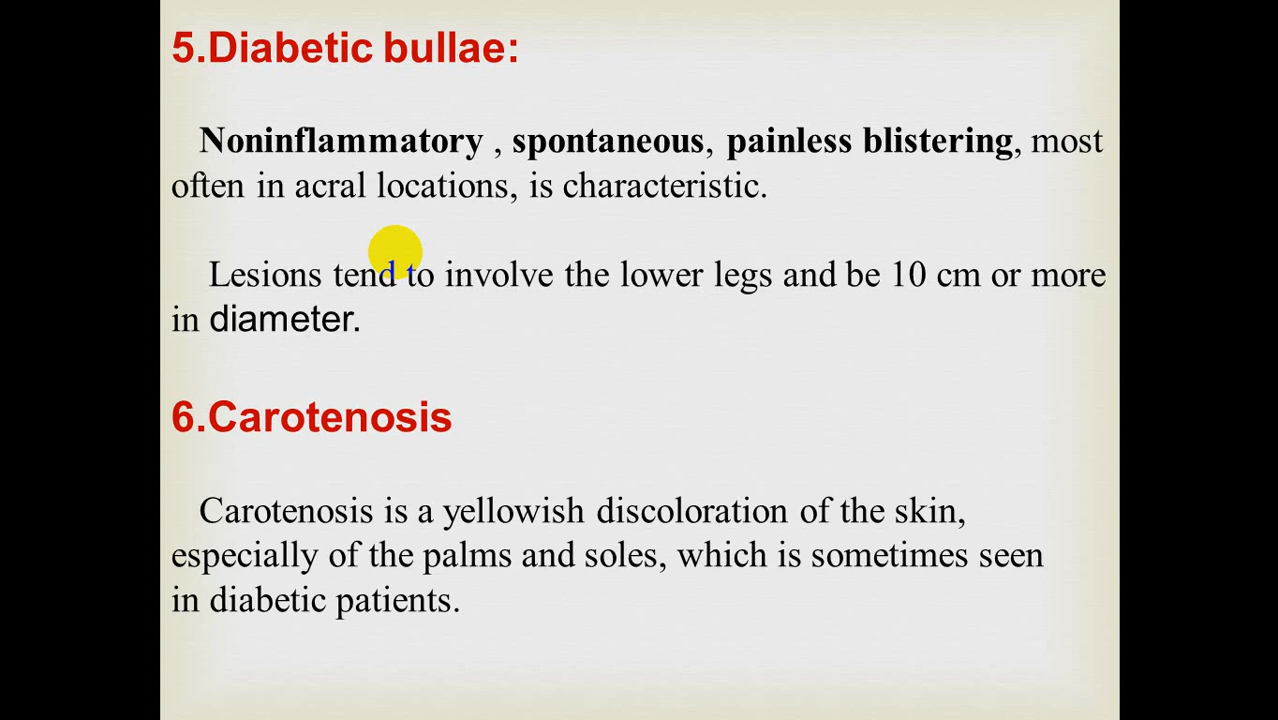 5.Diabetic bullae:
Noninflammatory , spontaneous, painless blistering, most
often in acral locations, is characteristic.
Lesions tend to involve the lower legs and be 10 cm or more
in diameter.
6.Carotenosis
Carotenosis is a yellowish discoloration of the skin,
especially of the palms and soles, which is sometimes seen
in diabetic patients.